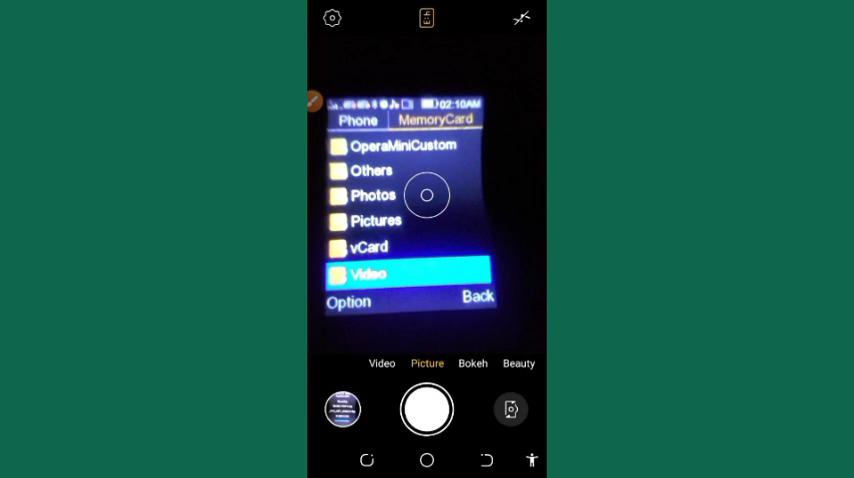 02:10AM
Phone MemoryCard
OperaMiniCustom
Others
Photos
Pictures
vCard
Video
Option Back
Video Picture Bokeh Beauty